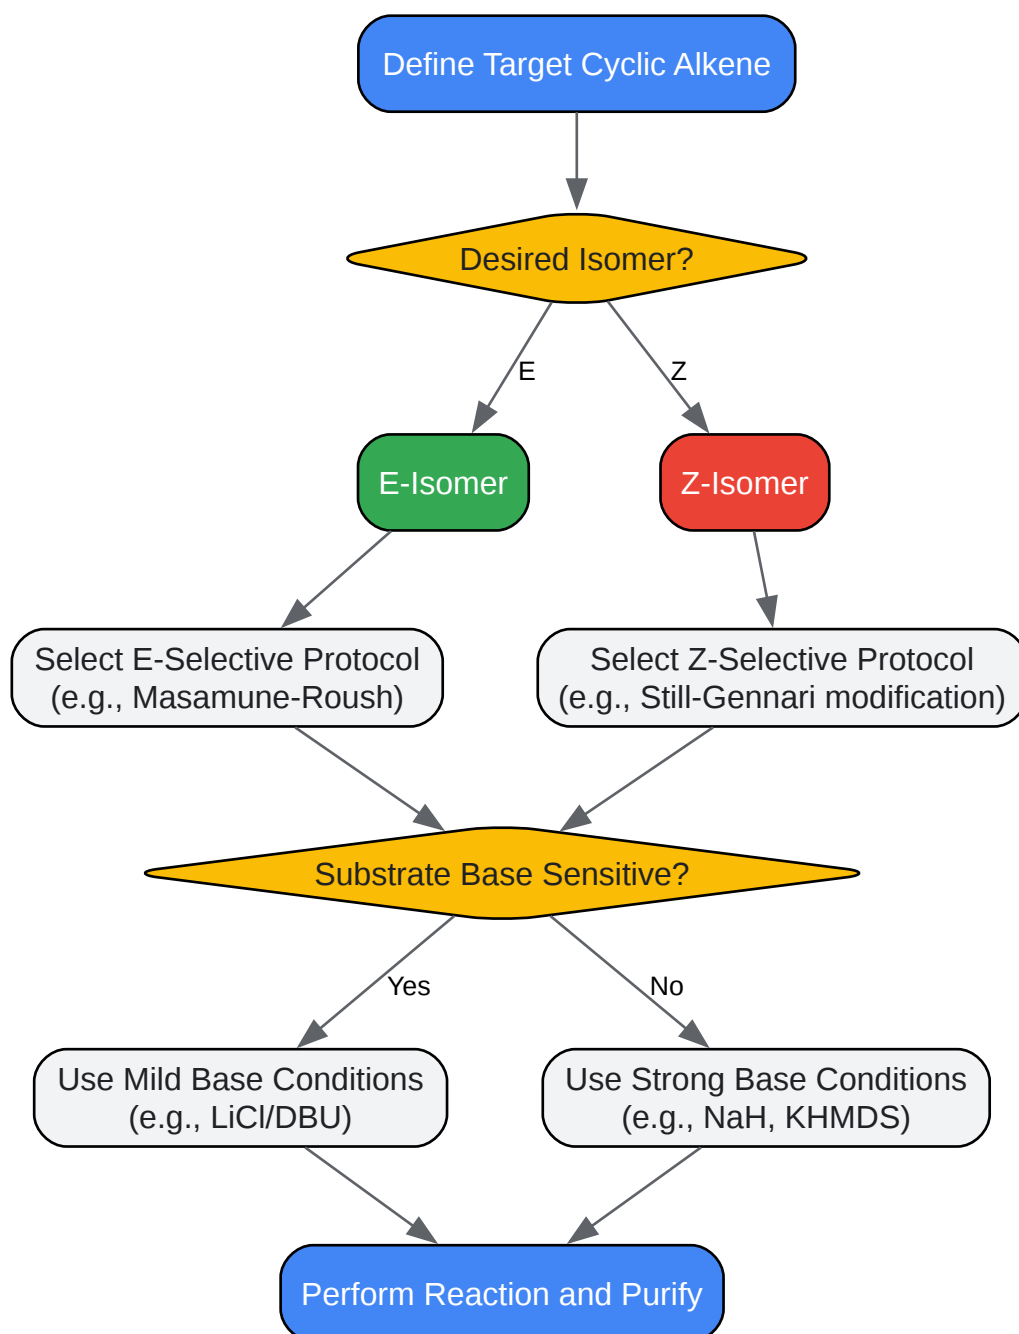 Define Target Cyclic Alkene
Desired Isomer?
E
Z
E-Isomer
Z-Isomer
Select E-Selective Protocol
(e.g., Masamune-Roush)
Select Z-Selective Protocol
(e.g., Still-Gennari modification)
Substrate Base Sensitive?
Yes
No
Use Mild Base Conditions
(e.g., LiCl/DBU)
Use Strong Base Conditions
(e.g., NaH, KHMDS)
Perform Reaction and Purify